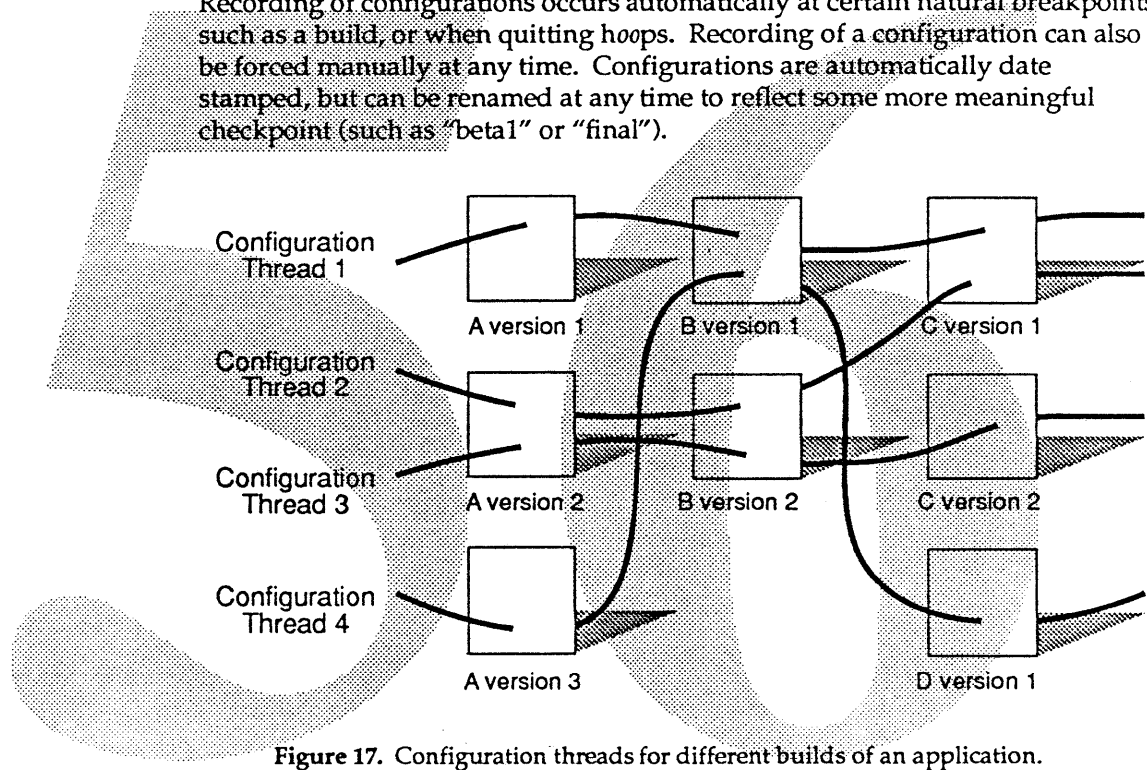 Recording of configurations occurs automatically at certain natural breakpoints
such as a build, or when quitting hoops. Recording of a configuration can also
be forced manually at any time. Configurations are automatically date
stamped, but can be renamed at any time to reflect some more meaningful
checkpoint (such as "beta1" or "final").
Configuration
Thread 1
A version 1
B version 1
C version 1
Configuration
Thread 2
Configuration
Thread 3
A version 2
B version 2
C version 2
Configuration
Thread 4
A version 3
D version 1
Figure 17. Configuration threads for different builds of an application.
56